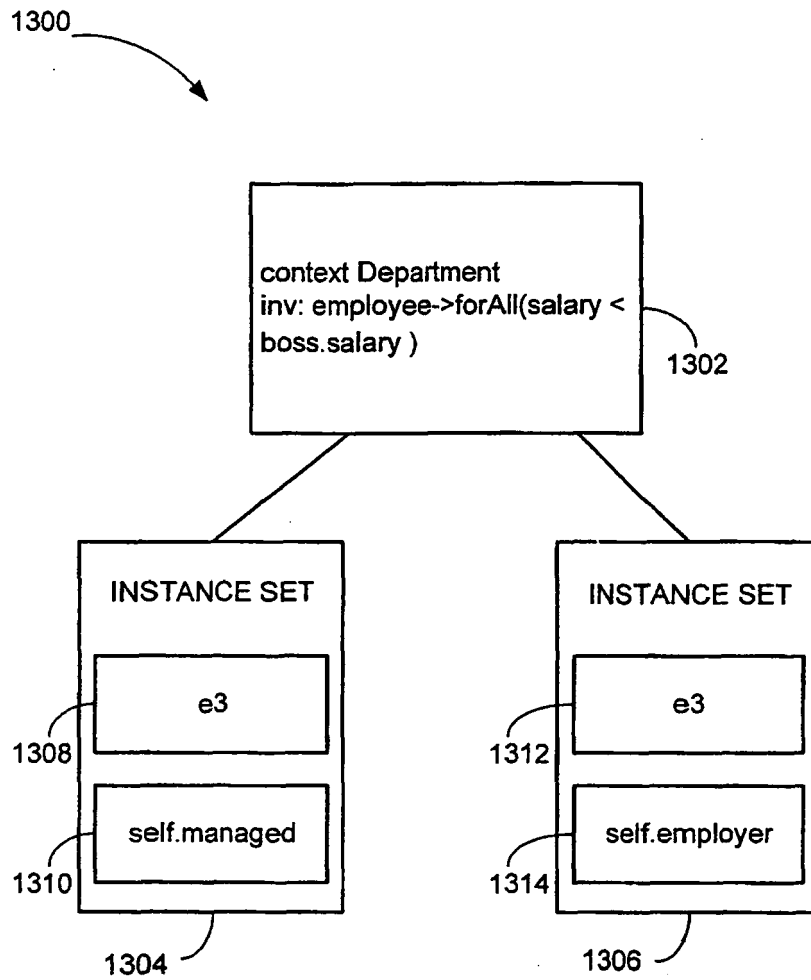 1300
context Department
inv: employee->forAll(salary <
boss.salary )
1302
INSTANCE SET
INSTANCE SET
e3
e3
1308
1312
self.managed
self.employer
1310
1314
1304
1306